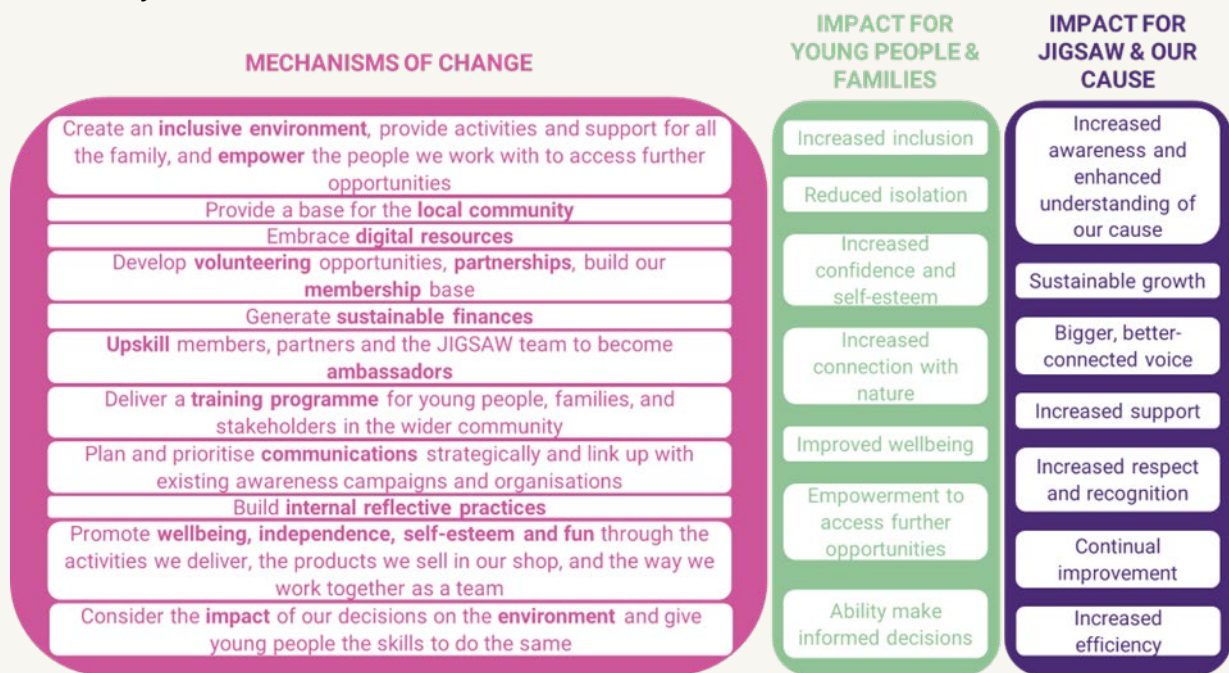 MECHANISMS OF CHANGE
Create an inclusive environment, provide activities and support for all
the family, and empower the people we work with to access further
opportunities
Provide a base for the local community
Embrace digital resources
Develop volunteering opportunities, partnerships, build our
membership base
Generate sustainable finances
Upskill members, partners and the JIGSAW team to become
ambassadors
Deliver a training programme for young people, families, and
stakeholders in the wider community
Plan and prioritise communications strategically and link up with
existing awareness campaigns and organisations
Build internal reflective practices
Promote wellbeing, independence, self-esteem and fun through the
activities we deliver, the products we sell in our shop, and the way we
work together as a team
Consider the impact of our decisions on the environment and give
young people the skills to do the same
IMPACT FOR
YOUNG PEOPLE &
FAMILIES
Increased inclusion
Reduced isolation
Increased
confidence and
self-esteem
Increased
connection with
nature
Improved wellbeing
Empowerment to
access further
opportunities
Ability make
informed decisions
IMPACT FOR
JIGSAW & OUR
CAUSE
Increased
awareness and
enhanced
understanding of
our cause
Sustainable growth
Bigger, better-
connected voice
Increased support
Increased respect
and recognition
Continual
improvement
Increased
efficiency